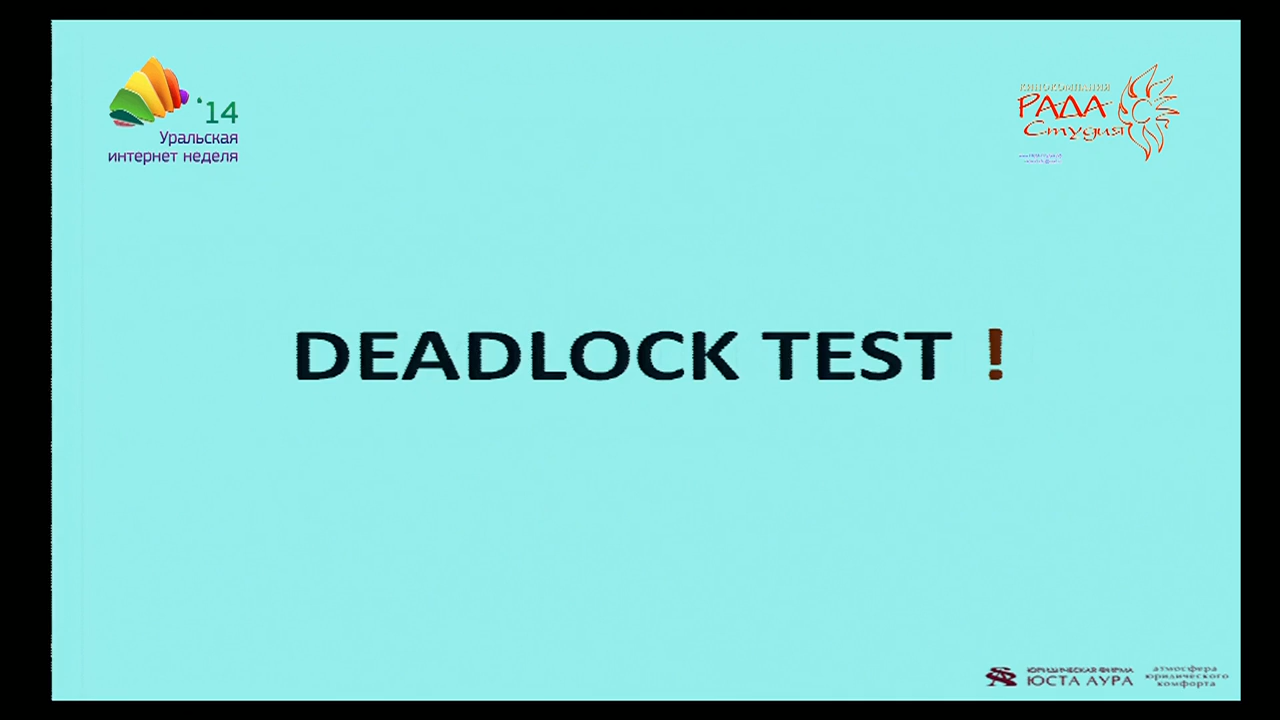 '14
Уральская
интернет неделя
КИНОКОМПАНИЯ
РАДА
Студия
DEADLOCK TEST !
ЮРИДИЧЕСКАЯ ФИРМА
ЮСТА АУРА
атмосфера
юридического
комфорта